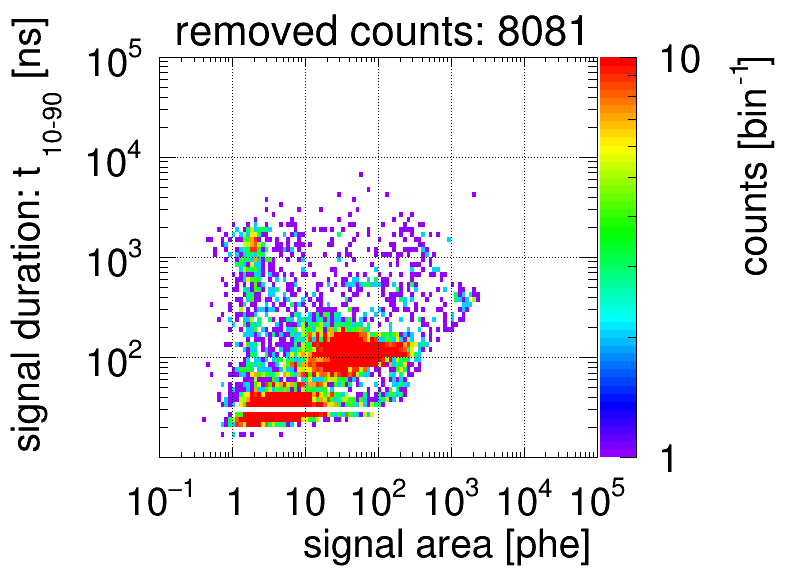 removed counts: 8081
signal duration: t 10-90 [ns]
10^5
10^4
10^3
10^2
10^−1 1 10 10^2 10^3 10^4 10^5
signal area [phe]
10
1
counts [bin^-1]